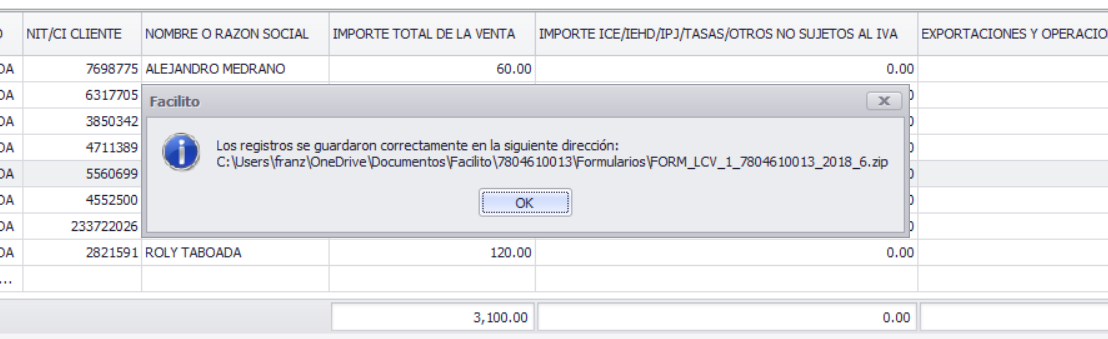 NIT/CI CLIENTE NOMBRE O RAZON SOCIAL IMPORTE TOTAL DE LA VENTA IMPORTE ICE/IEHD/IPJ/TASAS/OTROS NO SUJETOS AL IVA EXPORTACIONES Y OPERACIO
DA 7698775 ALEJANDRO MEDRANO 60.00 0.00
DA 6317705
Facilito
DA 3850342
DA 4711389
Los registros se guardaron correctamente en la siguiente dirección:
C:\Users\franz\OneDrive\Documentos\Facilito\7804610013\Formularios\FORM_LCV_1_7804610013_2018_6.zip
DA 5560699
DA 4552500
OK
DA 233722026
DA 2821591 ROLY TABOADA 120.00 0.00
...
3,100.00 0.00